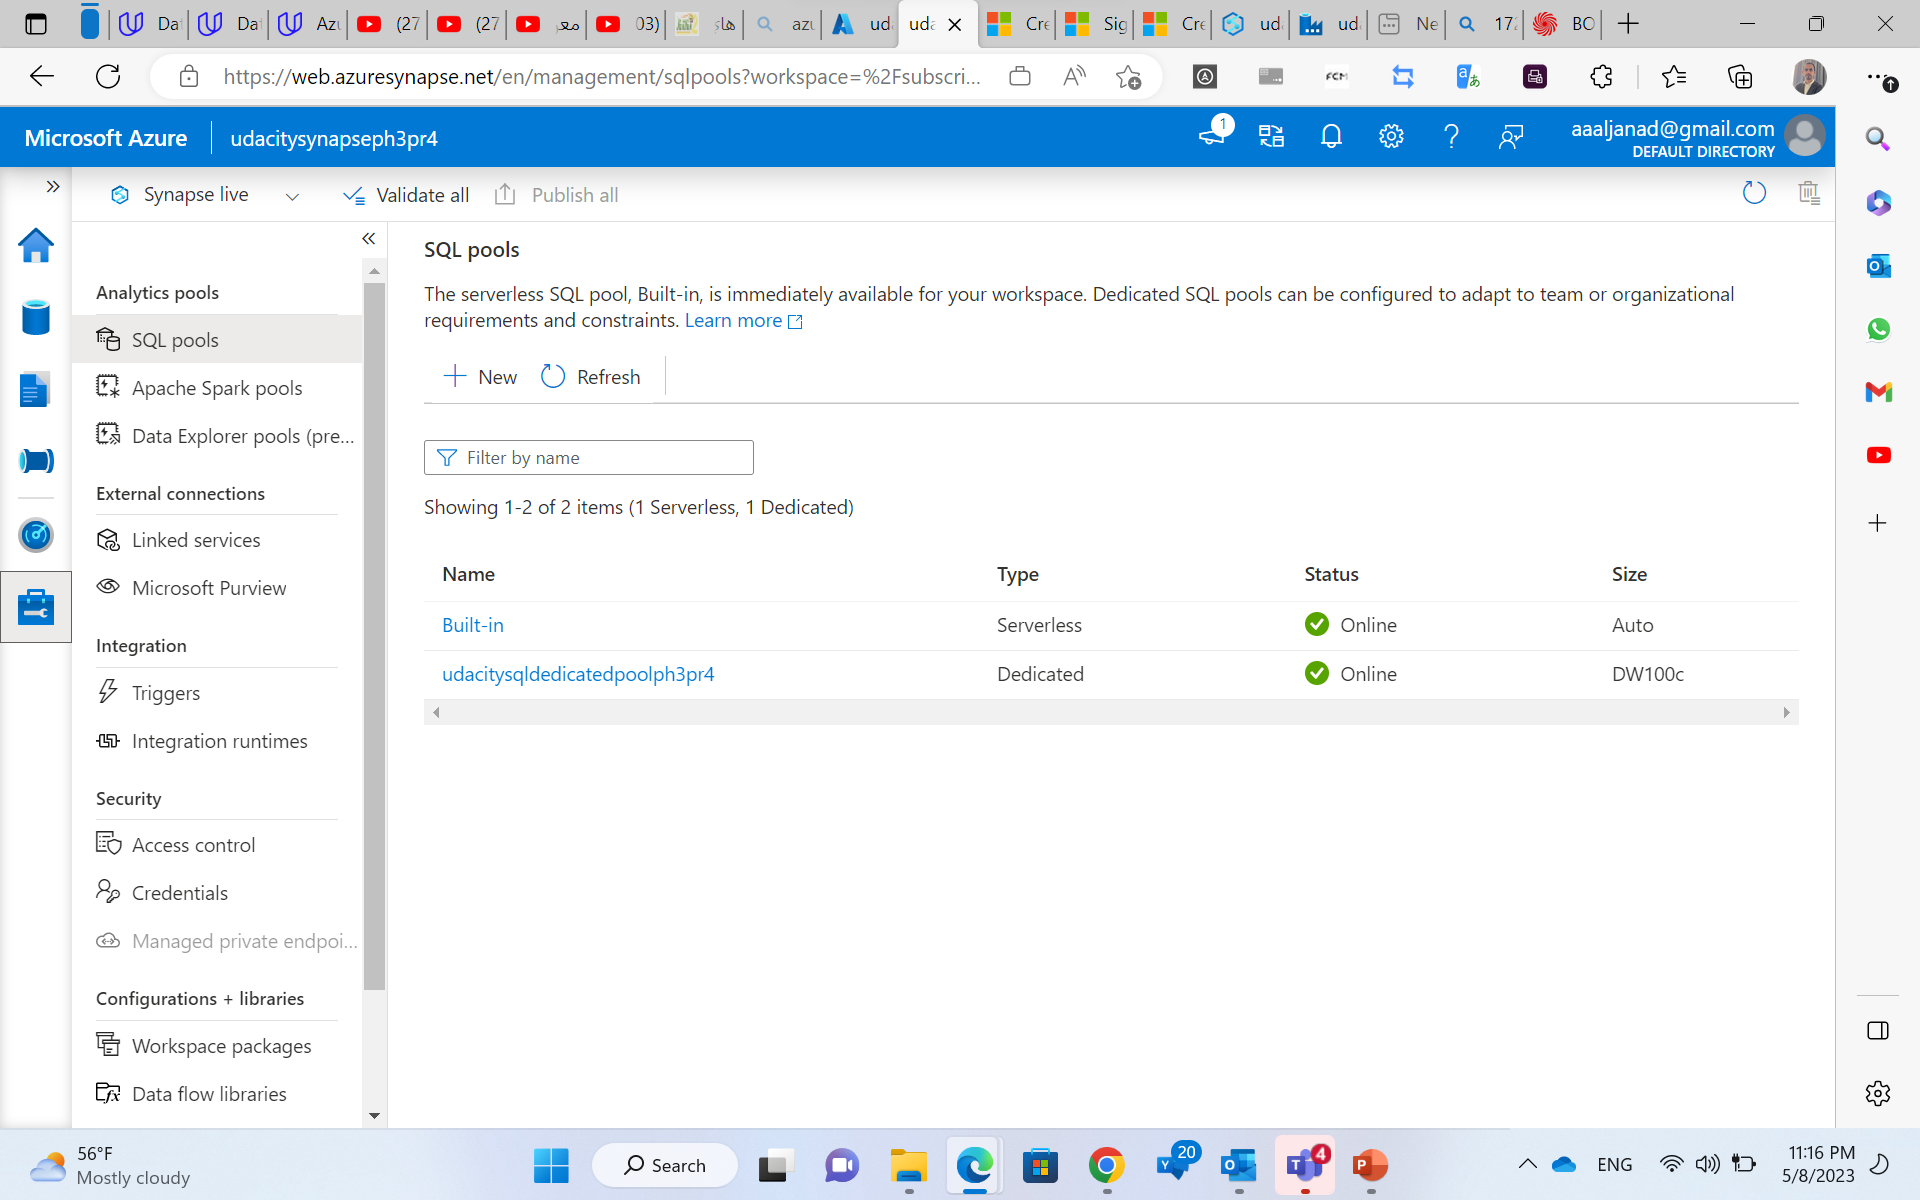 Da
Da
Azu
(27
(27
معـ
03)
هاي
azu
uda
uda
Cre
Sig
Cre
uda
uda
Ne
172
BO
https://web.azuresynapse.net/en/management/sqlpools?workspace=%2Fsubscri...
FCM
Microsoft Azure
udacitysynapseph3pr4
1
aaaljanad@gmail.com
DEFAULT DIRECTORY
Synapse live
Validate all
Publish all
Analytics pools
SQL pools
Apache Spark pools
Data Explorer pools (pre...
External connections
Linked services
Microsoft Purview
Integration
Triggers
Integration runtimes
Security
Access control
Credentials
Managed private endpoi...
Configurations + libraries
Workspace packages
Data flow libraries
SQL pools
The serverless SQL pool, Built-in, is immediately available for your workspace. Dedicated SQL pools can be configured to adapt to team or organizational
requirements and constraints. Learn more
New
Refresh
Filter by name
Showing 1-2 of 2 items (1 Serverless, 1 Dedicated)
Name Type Status Size
Built-in Serverless Online Auto
udacitysqldedicatedpoolph3pr4 Dedicated Online DW100c
56°F
Mostly cloudy
Search
20
4
ENG
11:16 PM
5/8/2023